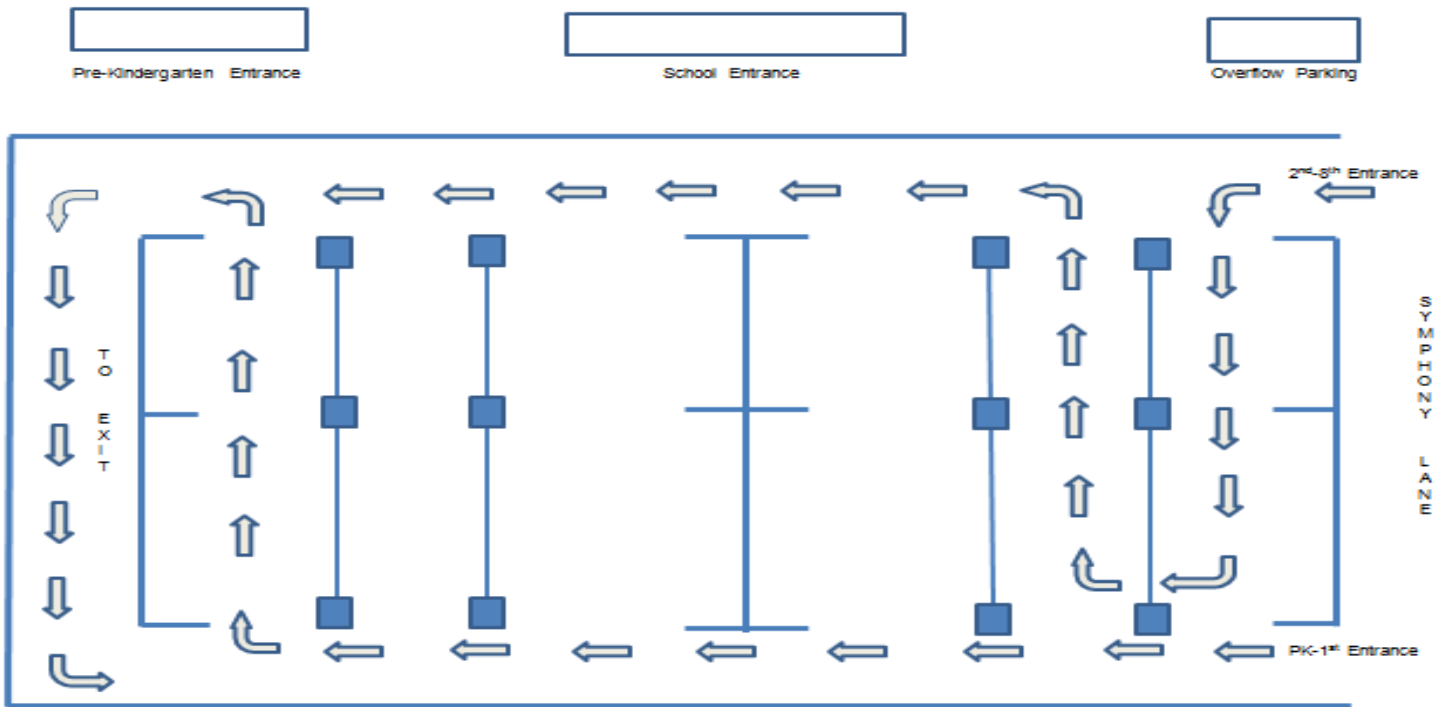 Pre-Kindergarten Entrance
School Entrance
Overflow Parking
2nd-8th Entrance
TO EXIT
SYMPHONY LANE
PK-1st Entrance